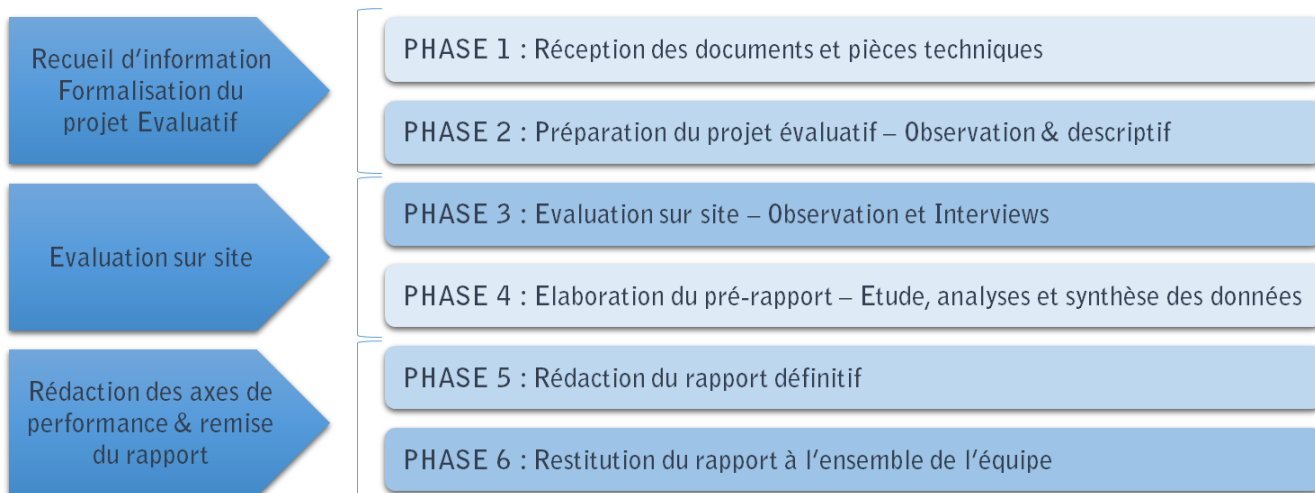 Recueil d'information
Formalisation du
projet Evaluatif
PHASE 1 : Réception des documents et pièces techniques
PHASE 2 : Préparation du projet évaluatif – Observation & descriptif
Evaluation sur site
PHASE 3 : Evaluation sur site – Observation et Interviews
PHASE 4 : Elaboration du pré-rapport – Etude, analyses et synthèse des données
Rédaction des axes de
performance & remise
du rapport
PHASE 5 : Rédaction du rapport définitif
PHASE 6 : Restitution du rapport à l'ensemble de l'équipe